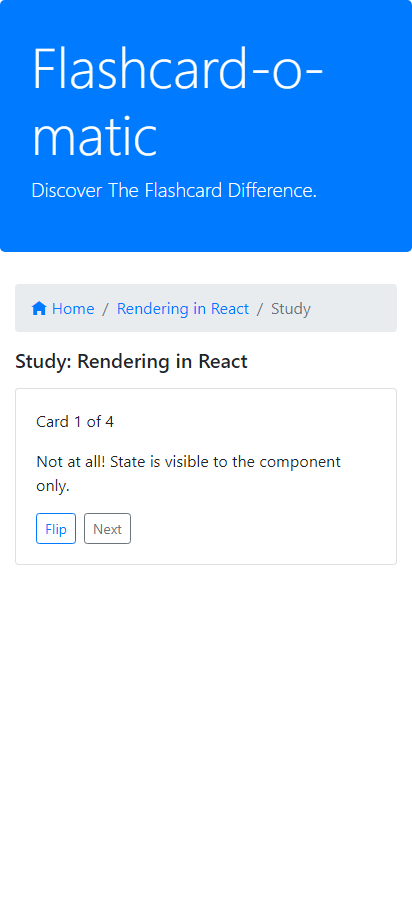 Flashcard-o-
matic
Discover The Flashcard Difference.
Home / Rendering in React / Study
Study: Rendering in React
Card 1 of 4
Not at all! State is visible to the component
only.
Flip Next